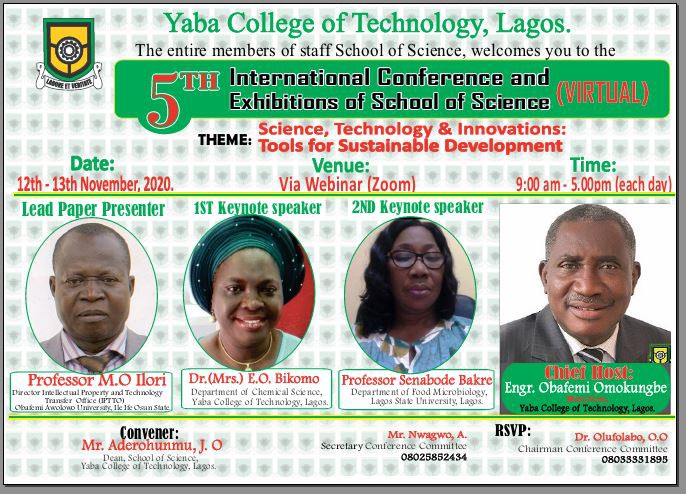 Yaba College of Technology, Lagos.
LABORE ET VERITATE
The entire members of staff School of Science, welcomes you to the
5TH International Conference and
Exhibitions of School of Science (VIRTUAL)
THEME: Science, Technology & Innovations:
Tools for Sustainable Development
Date: Venue: Time:
12th - 13th November, 2020. Via Webinar (Zoom) 9:00 am - 5.00pm (each day)
Lead Paper Presenter 1ST Keynote speaker 2ND Keynote speaker
Professor M.O Ilori
Director Intellectual Property and Technology
Transfer Office (IPTTO)
Obafemi Awolowo University, Ile Ife Osun State.
Dr.(Mrs.) E.O. Bikomo
Department of Chemical Science,
Yaba College of Technology, Lagos.
Professor Senabode Bakre
Department of Food Microbiology,
Lagos State University, Lagos.
Chief Host:
Engr. Obafemi Omokungbe
Yaba College of Technology, Lagos.
Convener:
Mr. Aderohunmu, J. O
Dean, School of Science,
Yaba College of Technology, Lagos.
Mr. Nwagwo, A.
Secretary Conference Committee
08025852434
RSVP:
Dr. Olufolabo, O.O
Chairman Conference Committee
08033331895